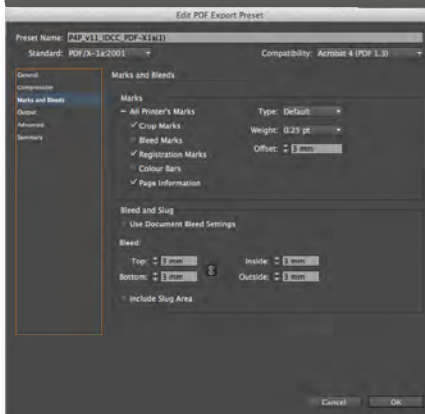 Edit PDF Export Preset
Preset Name: P4P_v11_IDCC_PDF-X1a(1)
Standard: PDF/X-1a:2001 Compatibility: Acrobat 4 (PDF 1.3)
General
Compression
Marks and Bleeds
Output
Advanced
Summary
Marks and Bleeds
Marks
All Printer's Marks Type: Default
Crop Marks Weight: 0.25 pt
Bleed Marks Offset: 3 mm
Registration Marks
Colour Bars
Page Information
Bleed and Slug
Use Document Bleed Settings
Bleed:
Top: 3 mm Inside: 3 mm
Bottom: 3 mm Outside: 3 mm
Include Slug Area
Cancel OK